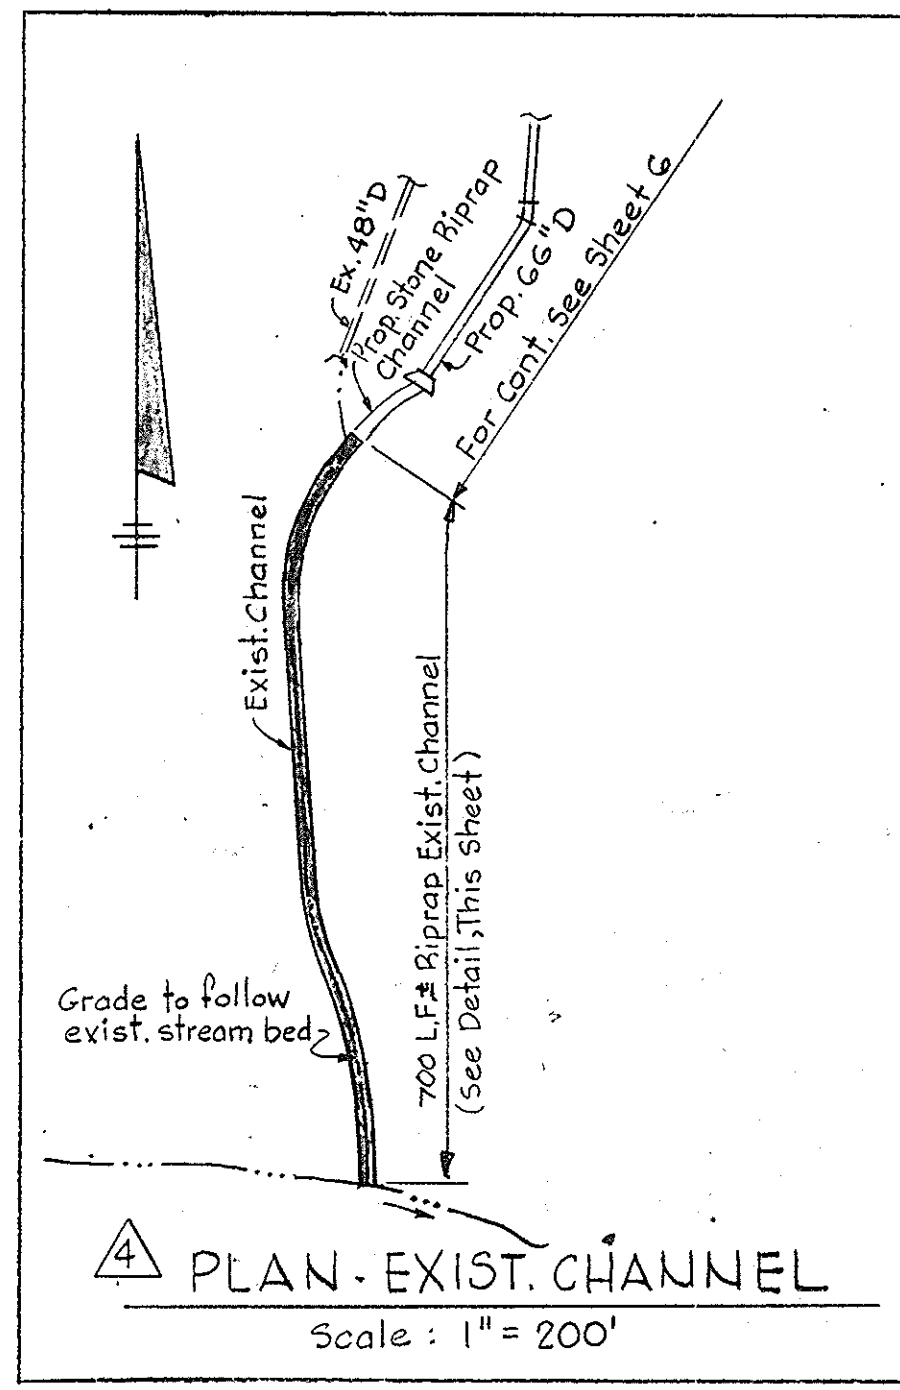 Ex. 48"D
Prop. Stone Riprap
Channel
Prop. 66"D
For Cont. See Sheet 6
Exist. Channel
700 L.F.± Riprap Exist. Channel
(See Detail, This Sheet)
Grade to follow
exist. stream bed
4
PLAN - EXIST. CHANNEL
Scale : 1" = 200'